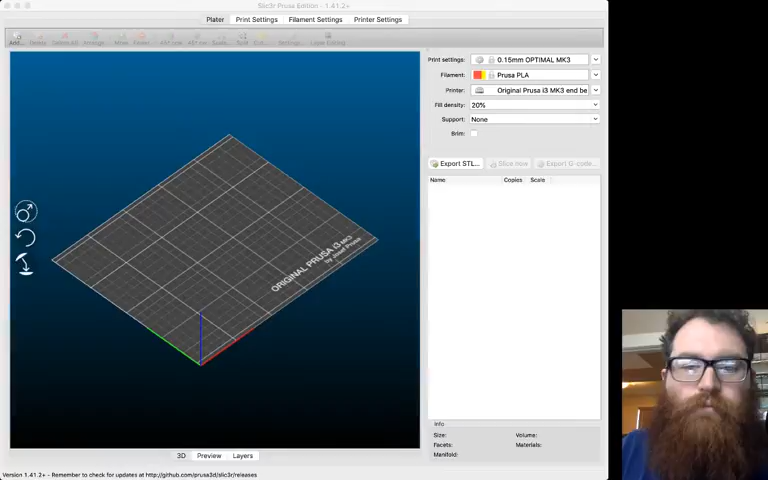 Slic3r Prusa Edition - 1.41.2+
Plater Print Settings Filament Settings Printer Settings
Add...
Print settings: 0.15mm OPTIMAL MK3
Filament: Prusa PLA
Printer: Original Prusa i3 MK3 end be
Fill density: 20%
Support: None
Brim:
Export STL... Slice now Export G-code...
Name Copies Scale
ORIGINAL PRUSA i3 MK3
by Josef Prusa
Info
Size: Volume:
Facets: Materials:
Manifold:
3D Preview Layers
Version 1.41.2+ - Remember to check for updates at http://github.com/prusa3d/slic3r/releases